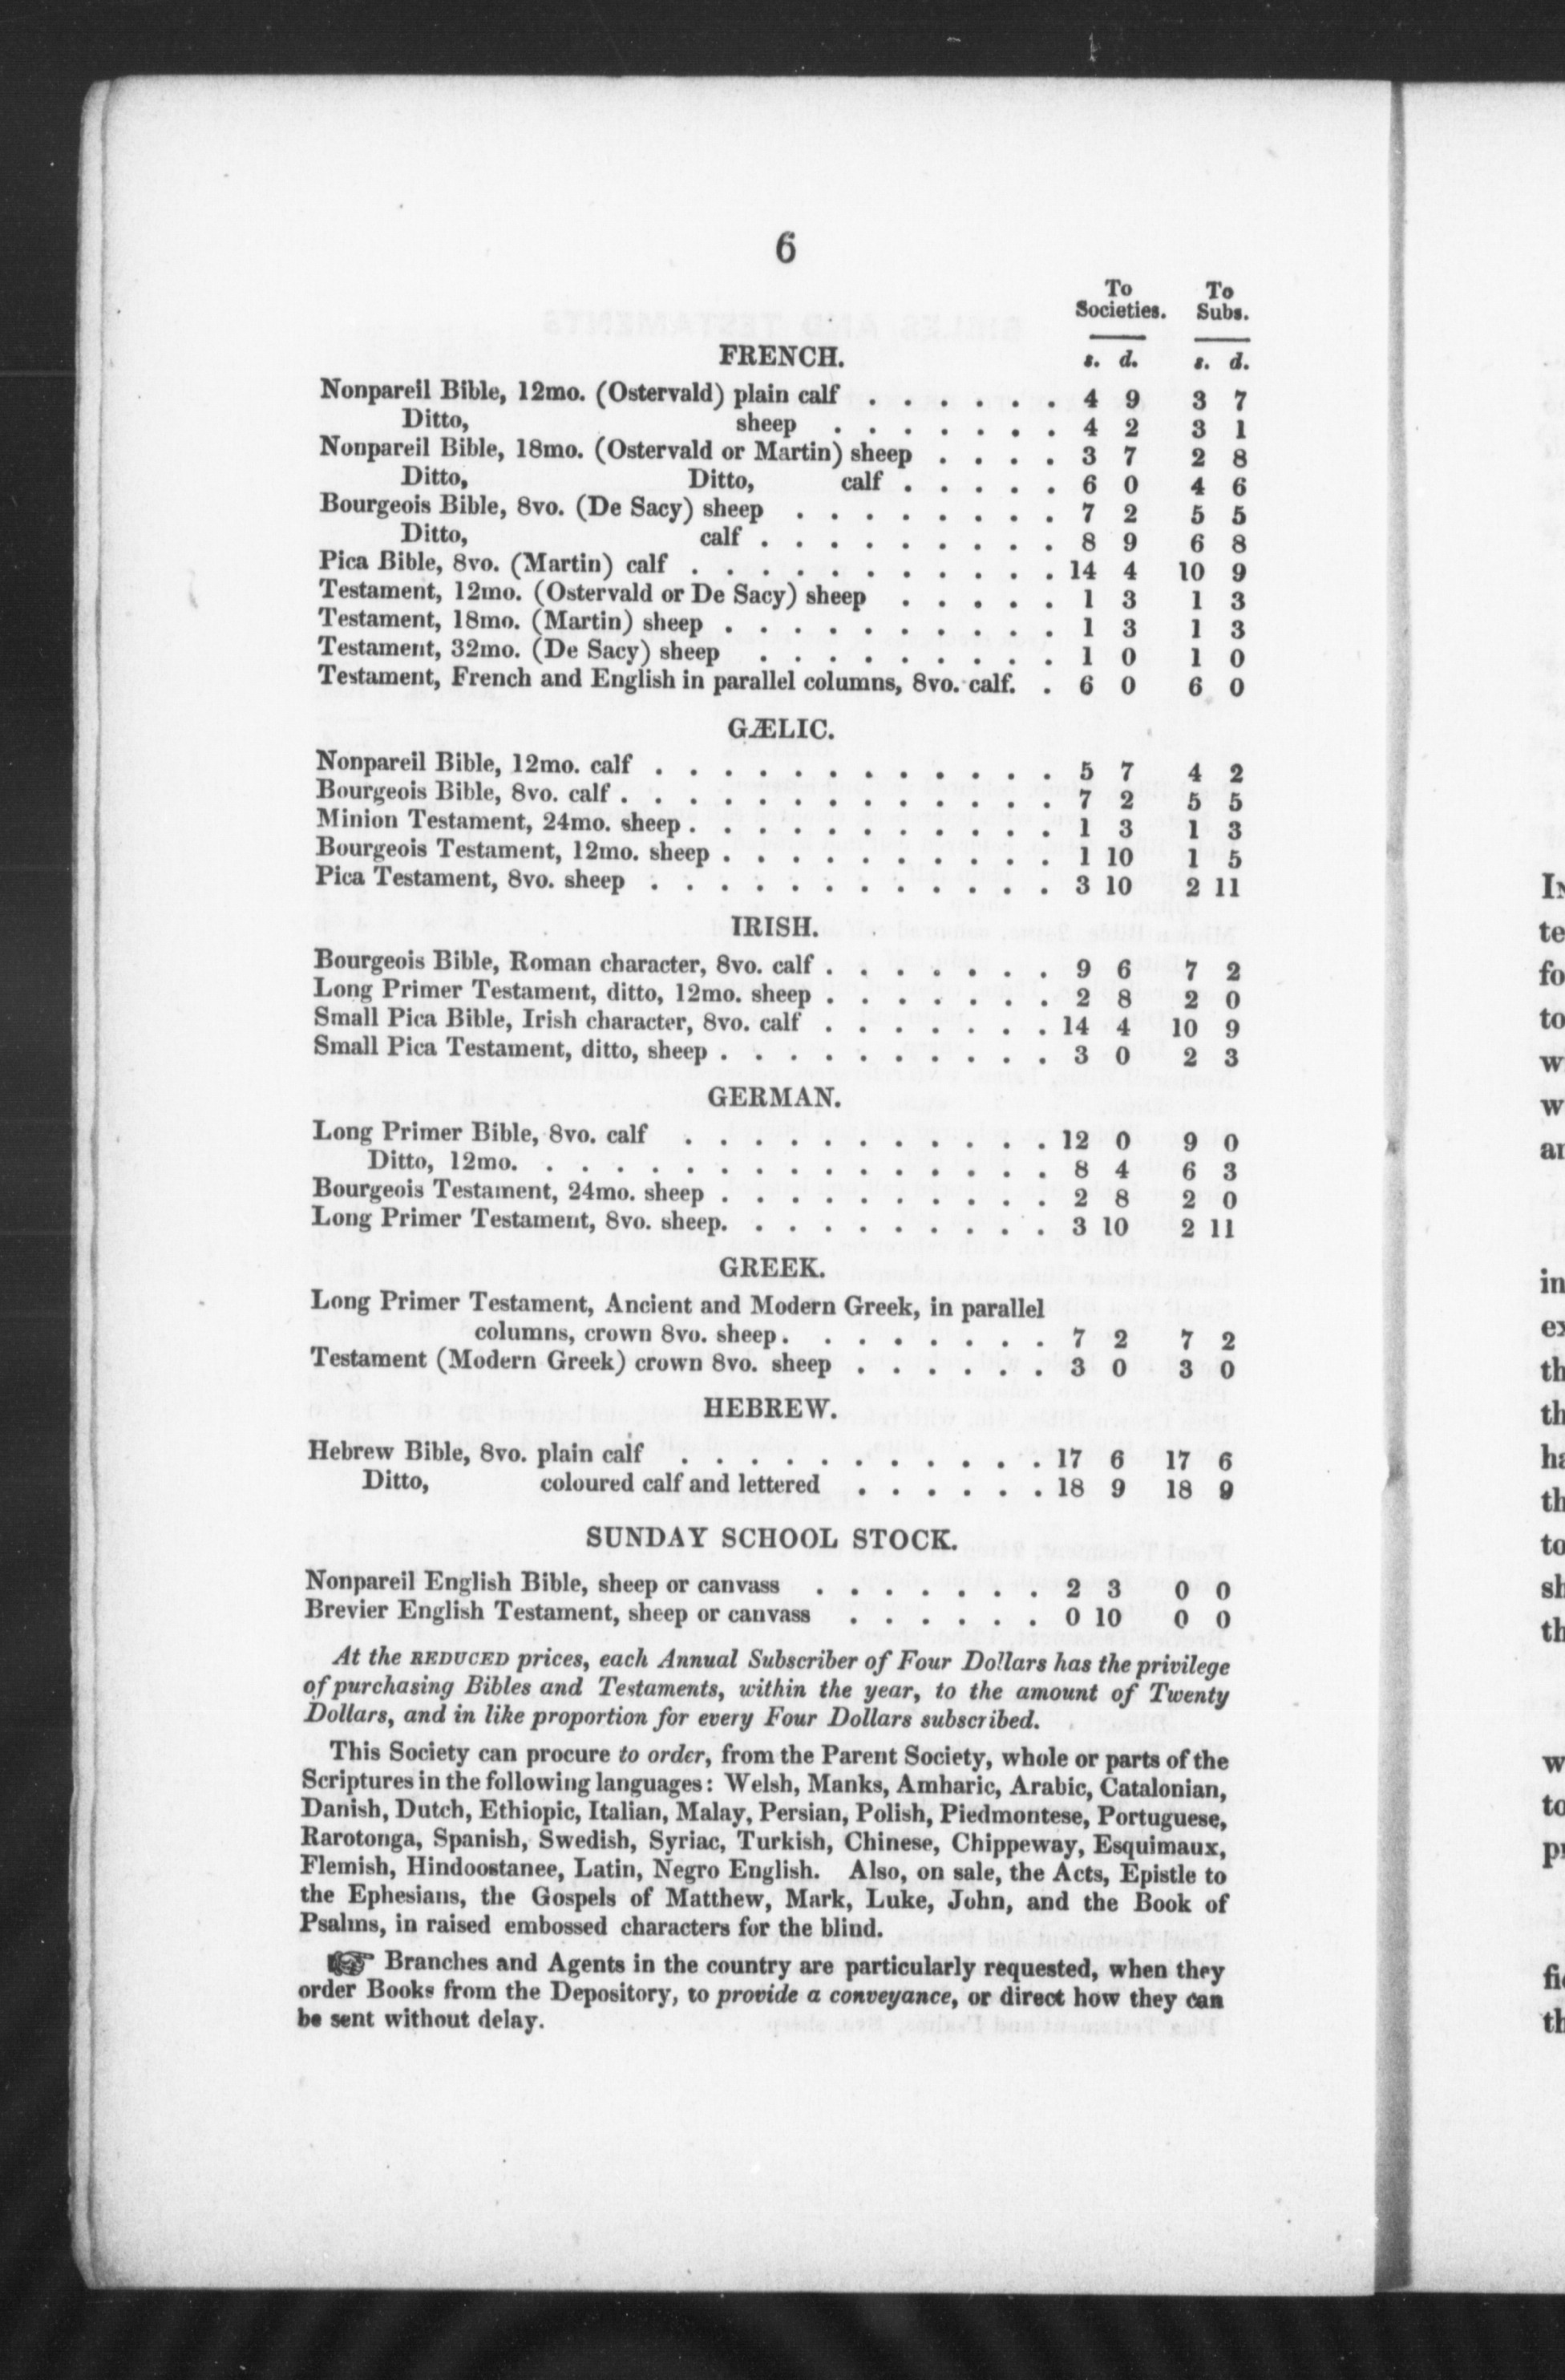 6
To To
Societies. Subs.
FRENCH. s. d. s. d.
Nonpareil Bible, 12mo. (Ostervald) plain calf . . . . . . 4 9 3 7
Ditto, sheep . . . . . . . 4 2 3 1
Nonpareil Bible, 18mo. (Ostervald or Martin) sheep . . . . 3 7 2 8
Ditto, Ditto, calf . . . . . 6 0 4 6
Bourgeois Bible, 8vo. (De Sacy) sheep . . . . . . . . 7 2 5 5
Ditto, calf . . . . . . . . . 8 9 6 8
Pica Bible, 8vo. (Martin) calf . . . . . . . . . . . 14 4 10 9
Testament, 12mo. (Ostervald or De Sacy) sheep . . . . . 1 3 1 3
Testament, 18mo. (Martin) sheep . . . . . . . . . . 1 3 1 3
Testament, 32mo. (De Sacy) sheep . . . . . . . . . 1 0 1 0
Testament, French and English in parallel columns, 8vo. calf. . 6 0 6 0
GÆLIC.
Nonpareil Bible, 12mo. calf . . . . . . . . . . . . 5 7 4 2
Bourgeois Bible, 8vo. calf . . . . . . . . . . . . . 7 2 5 5
Minion Testament, 24mo. sheep . . . . . . . . . . . 1 3 1 3
Bourgeois Testament, 12mo. sheep . . . . . . . . . . 1 10 1 5
Pica Testament, 8vo. sheep . . . . . . . . . . . . 3 10 2 11
IRISH.
Bourgeois Bible, Roman character, 8vo. calf . . . . . . . 9 6 7 2
Long Primer Testament, ditto, 12mo. sheep . . . . . . . 2 8 2 0
Small Pica Bible, Irish character, 8vo. calf . . . . . . . 14 4 10 9
Small Pica Testament, ditto, sheep . . . . . . . . . . 3 0 2 3
GERMAN.
Long Primer Bible, 8vo. calf . . . . . . . . . . . 12 0 9 0
Ditto, 12mo. . . . . . . . . . . . . . . . 8 4 6 3
Bourgeois Testament, 24mo. sheep . . . . . . . . . . 2 8 2 0
Long Primer Testament, 8vo. sheep. . . . . . . . . . 3 10 2 11
GREEK.
Long Primer Testament, Ancient and Modern Greek, in parallel
columns, crown 8vo. sheep . . . . . . . . 7 2 7 2
Testament (Modern Greek) crown 8vo. sheep . . . . . . 3 0 3 0
HEBREW.
Hebrew Bible, 8vo. plain calf . . . . . . . . . . . 17 6 17 6
Ditto, coloured calf and lettered . . . . . . 18 9 18 9
SUNDAY SCHOOL STOCK.
Nonpareil English Bible, sheep or canvass . . . . . . . 2 3 0 0
Brevier English Testament, sheep or canvass . . . . . . 0 10 0 0
At the REDUCED prices, each Annual Subscriber of Four Dollars has the privilege
of purchasing Bibles and Testaments, within the year, to the amount of Twenty
Dollars, and in like proportion for every Four Dollars subscribed.
This Society can procure to order, from the Parent Society, whole or parts of the
Scriptures in the following languages: Welsh, Manks, Amharic, Arabic, Catalonian,
Danish, Dutch, Ethiopic, Italian, Malay, Persian, Polish, Piedmontese, Portuguese,
Rarotonga, Spanish, Swedish, Syriac, Turkish, Chinese, Chippeway, Esquimaux,
Flemish, Hindoostanee, Latin, Negro English. Also, on sale, the Acts, Epistle to
the Ephesians, the Gospels of Matthew, Mark, Luke, John, and the Book of
Psalms, in raised embossed characters for the blind.
☞ Branches and Agents in the country are particularly requested, when they
order Books from the Depository, to provide a conveyance, or direct how they can
be sent without delay.